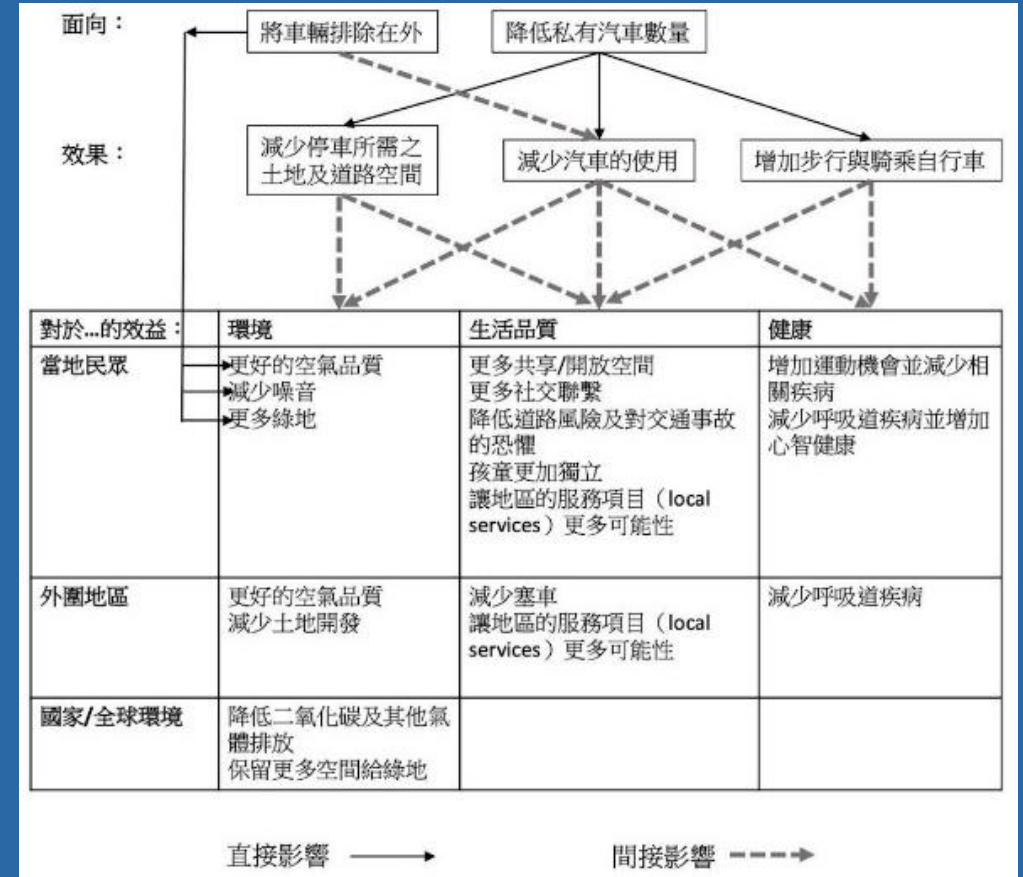 面向：
將車輛排除在外
降低私有汽車數量
效果：
減少停車所需之
土地及道路空間
減少汽車的使用
增加步行與騎乘自行車
對於...的效益：
環境
生活品質
健康
當地民眾
更好的空氣品質
減少噪音
更多綠地
更多共享/開放空間
更多社交聯繫
降低道路風險及對交通事故
的恐懼
孩童更加獨立
讓地區的服務項目（local
services）更多可能性
增加運動機會並減少相
關疾病
減少呼吸道疾病並增加
心智健康
外圍地區
更好的空氣品質
減少土地開發
減少塞車
讓地區的服務項目（local
services）更多可能性
減少呼吸道疾病
國家/全球環境
降低二氧化碳及其他氣
體排放
保留更多空間給綠地
直接影響
間接影響